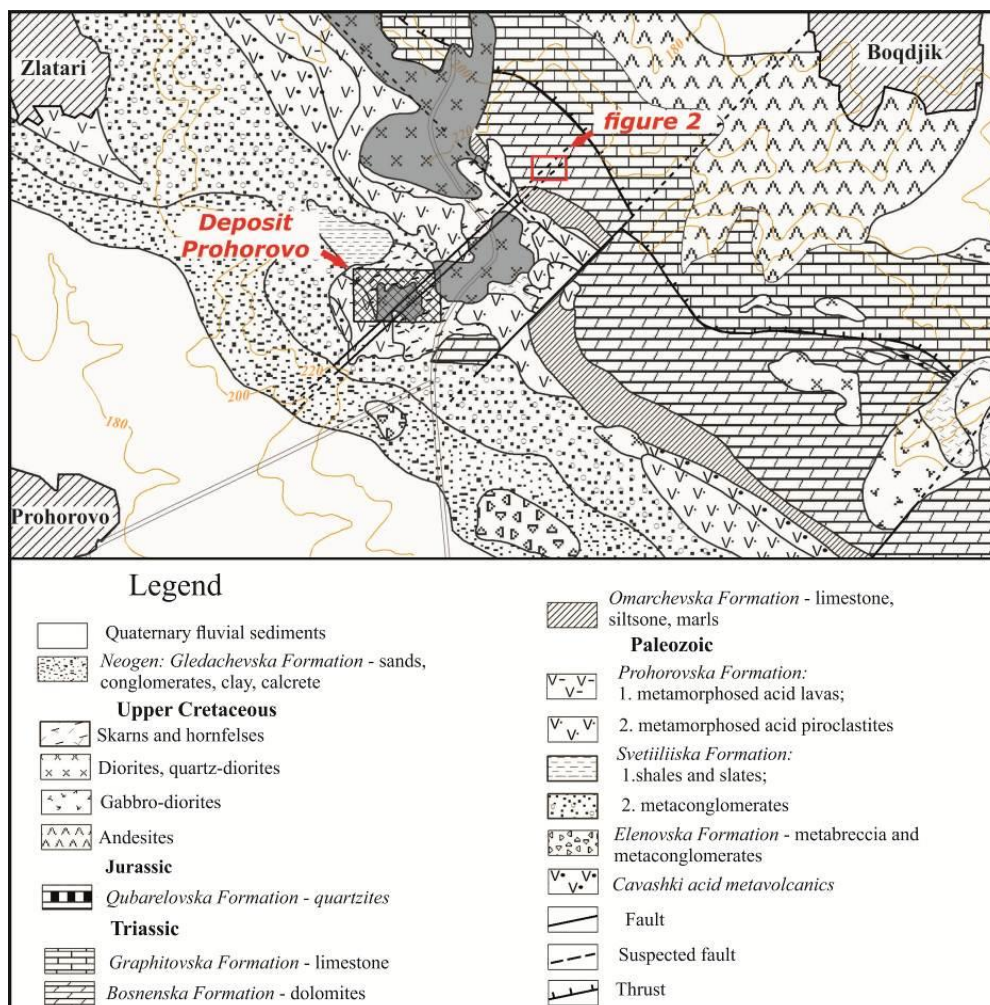 Zlatari
Boqdjik
180
200
220
figure 2
Deposit
Prohorovo
220
200
180
Prohorovo
Legend
Quaternary fluvial sediments
Neogen: Gledachevska Formation - sands,
conglomerates, clay, calcrete
Upper Cretaceous
Skarns and hornfelses
Diorites, quartz-diorites
Gabbro-diorites
Andesites
Jurassic
Qubarelovska Formation - quartzites
Triassic
Graphitovska Formation - limestone
Bosnenska Formation - dolomites
Omarchevska Formation - limestone,
siltsone, marls
Paleozoic
Prohorovska Formation:
1. metamorphosed acid lavas;
2. metamorphosed acid piroclastites
Svetiiliiska Formation:
1.shales and slates;
2. metaconglomerates
Elenovska Formation - metabreccia and
metaconglomerates
Cavashki acid metavolcanics
Fault
Suspected fault
Thrust